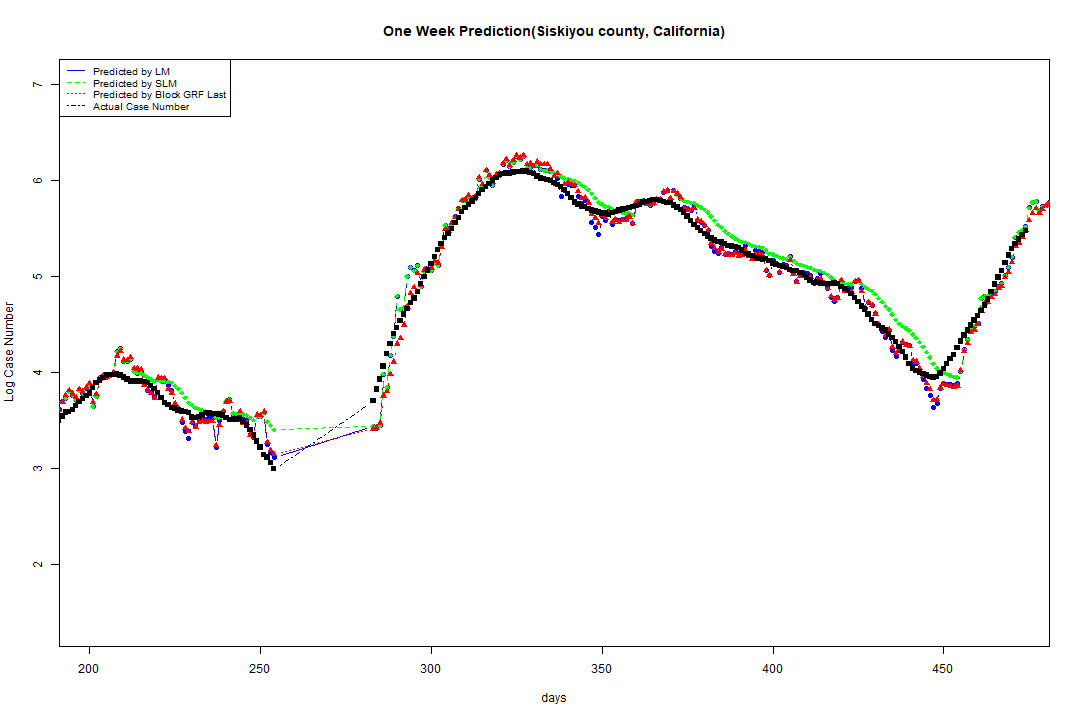 One Week Prediction(Siskiyou county, California)
Predicted by LM
Predicted by SLM
Predicted by Block GRF Last
Actual Case Number
Log Case Number
7
6
5
4
3
2
200 250 300 350 400 450
days